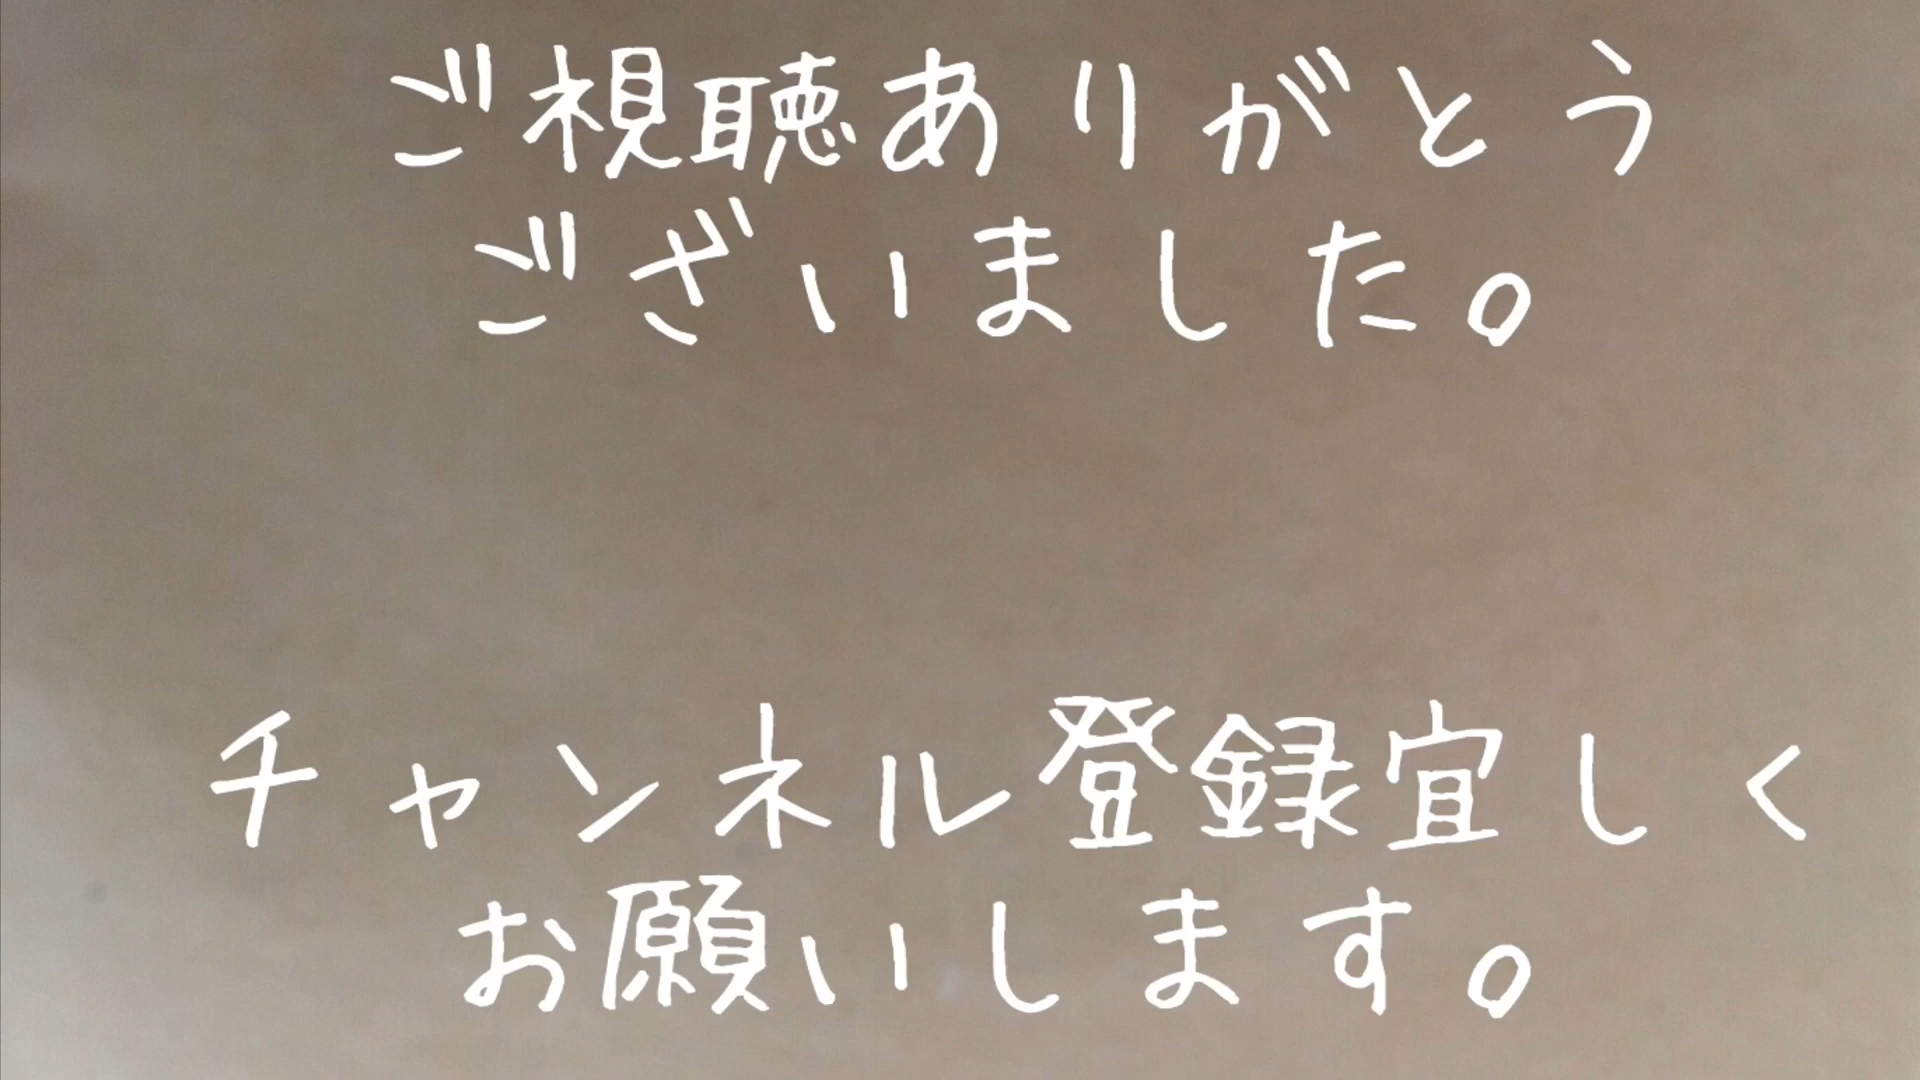 ご視聴ありがとう
ございました。
チャンネル登録宜しく
お願いします。